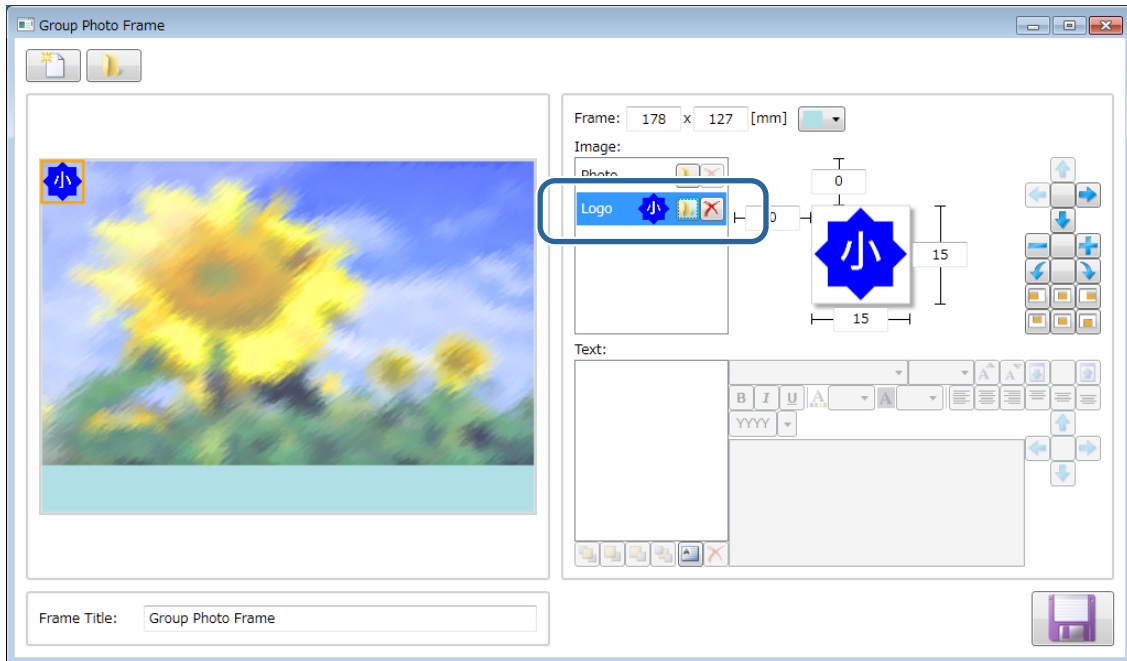 Group Photo Frame
小
Frame: 178 x 127 [mm]
Image:
Photo
0
Logo 小 0
小
15
15
Text:
A A
B I U A A
YYYY
Frame Title: Group Photo Frame